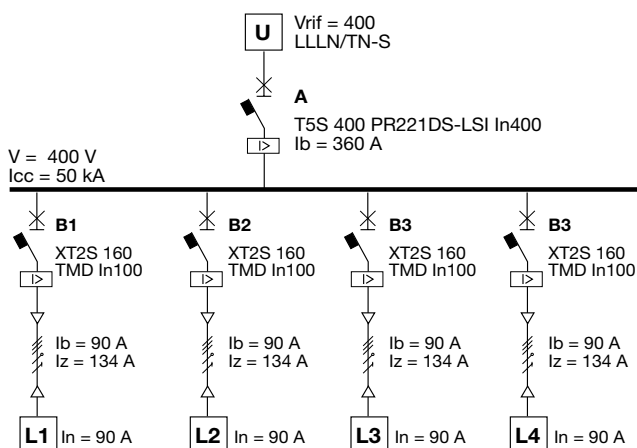 U
Vrif = 400
LLLN/TN-S
A
T5S 400 PR221DS-LSI In400
Ib = 360 A
I>
V = 400 V
Icc = 50 kA
B1
B2
B3
B3
XT2S 160
TMD In100
I>
XT2S 160
TMD In100
I>
XT2S 160
TMD In100
I>
XT2S 160
TMD In100
I>
Ib = 90 A
Iz = 134 A
Ib = 90 A
Iz = 134 A
Ib = 90 A
Iz = 134 A
Ib = 90 A
Iz = 134 A
L1 In = 90 A
L2 In = 90 A
L3 In = 90 A
L4 In = 90 A